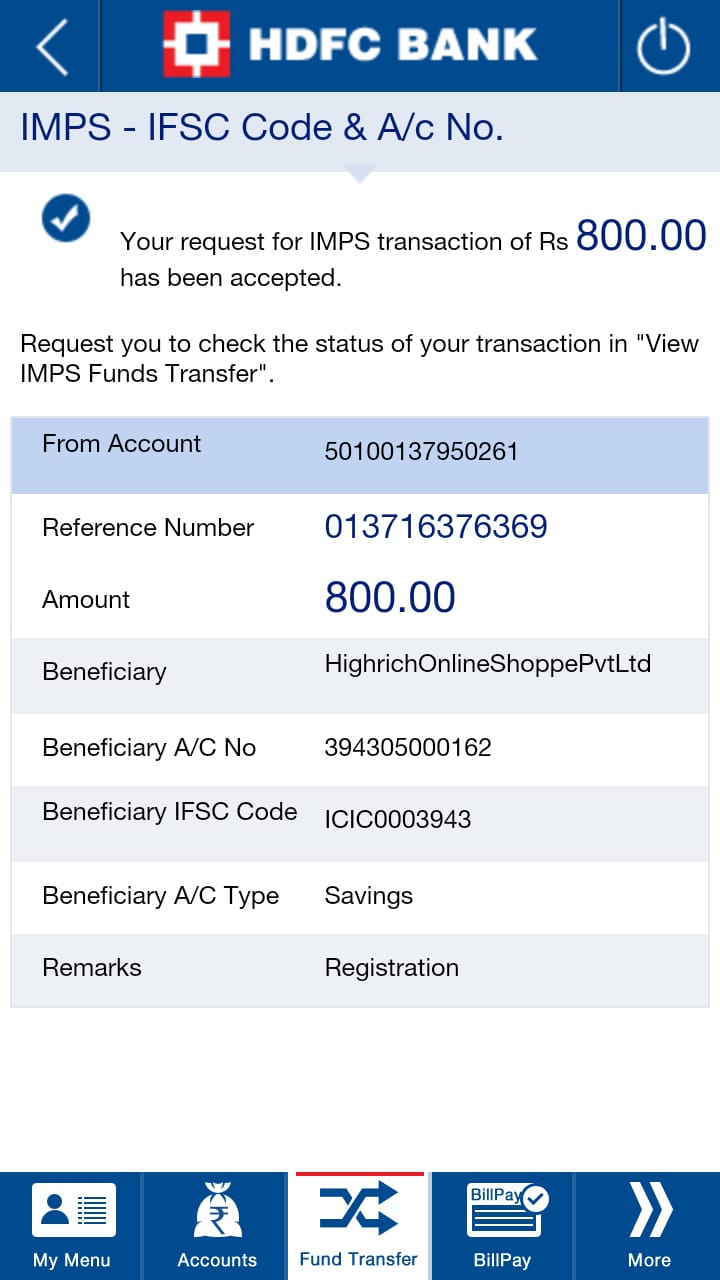 HDFC BANK
IMPS - IFSC Code & A/c No.
Your request for IMPS transaction of Rs 800.00
has been accepted.
Request you to check the status of your transaction in "View
IMPS Funds Transfer".
From Account 50100137950261
Reference Number 013716376369
Amount 800.00
Beneficiary HighrichOnlineShoppePvtLtd
Beneficiary A/C No 394305000162
Beneficiary IFSC Code ICIC0003943
Beneficiary A/C Type Savings
Remarks Registration
BillPay
My Menu Accounts Fund Transfer BillPay More